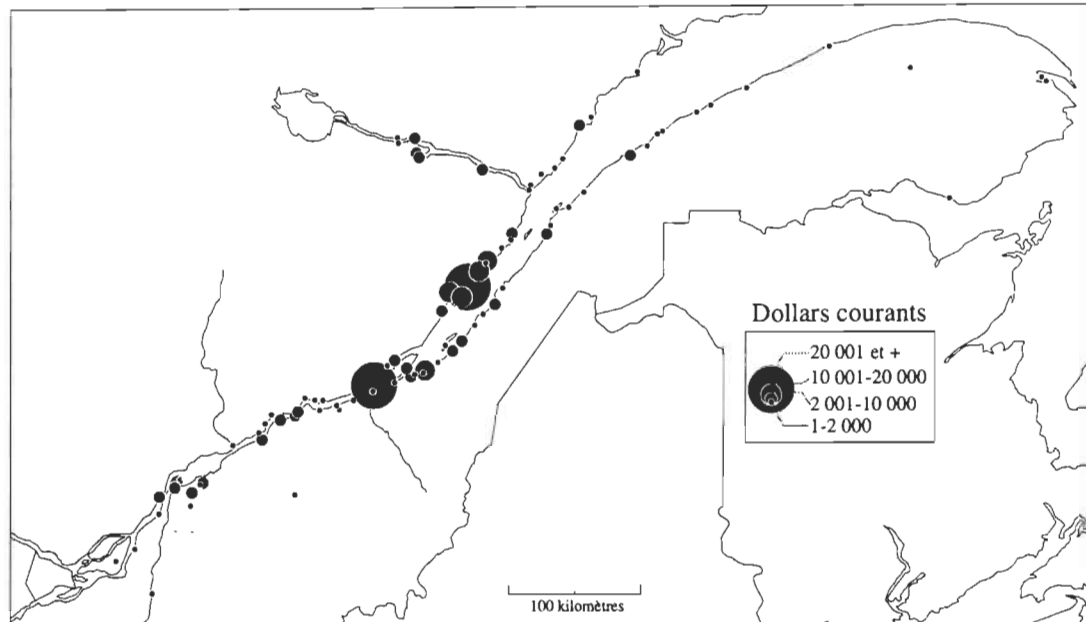 Dollars courants
20 001 et +
10 001-20 000
2 001-10 000
1-2 000
100 kilomètres